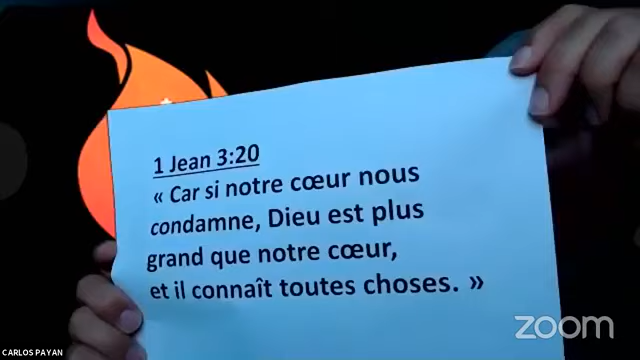 1 Jean 3:20
« Car si notre cœur nous
condamne, Dieu est plus
grand que notre cœur,
et il connaît toutes choses. »
zoom
CARLOS PAYAN